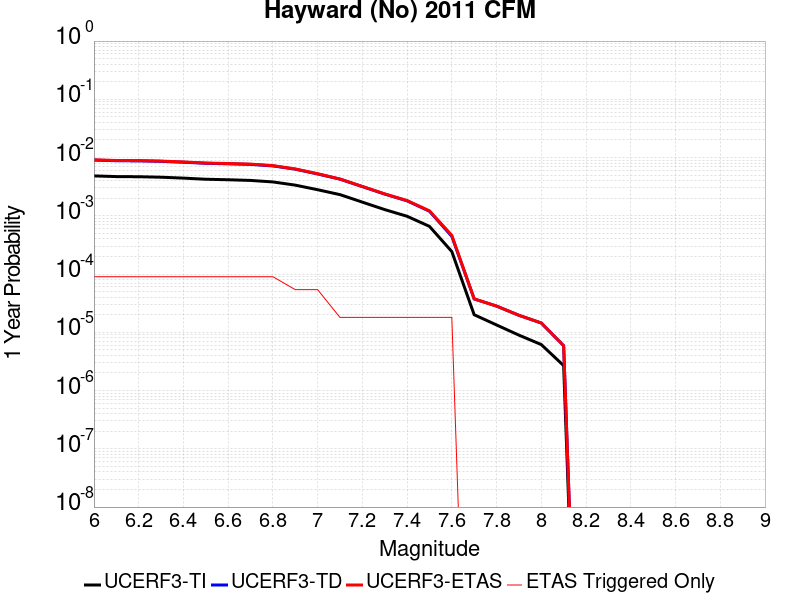 Hayward (No) 2011 CFM
10^0
10^-1
10^-2
10^-3
10^-4
10^-5
10^-6
10^-7
10^-8
1 Year Probability
6 6.2 6.4 6.6 6.8 7 7.2 7.4 7.6 7.8 8 8.2 8.4 8.6 8.8 9
Magnitude
UCERF3-TI UCERF3-TD UCERF3-ETAS ETAS Triggered Only